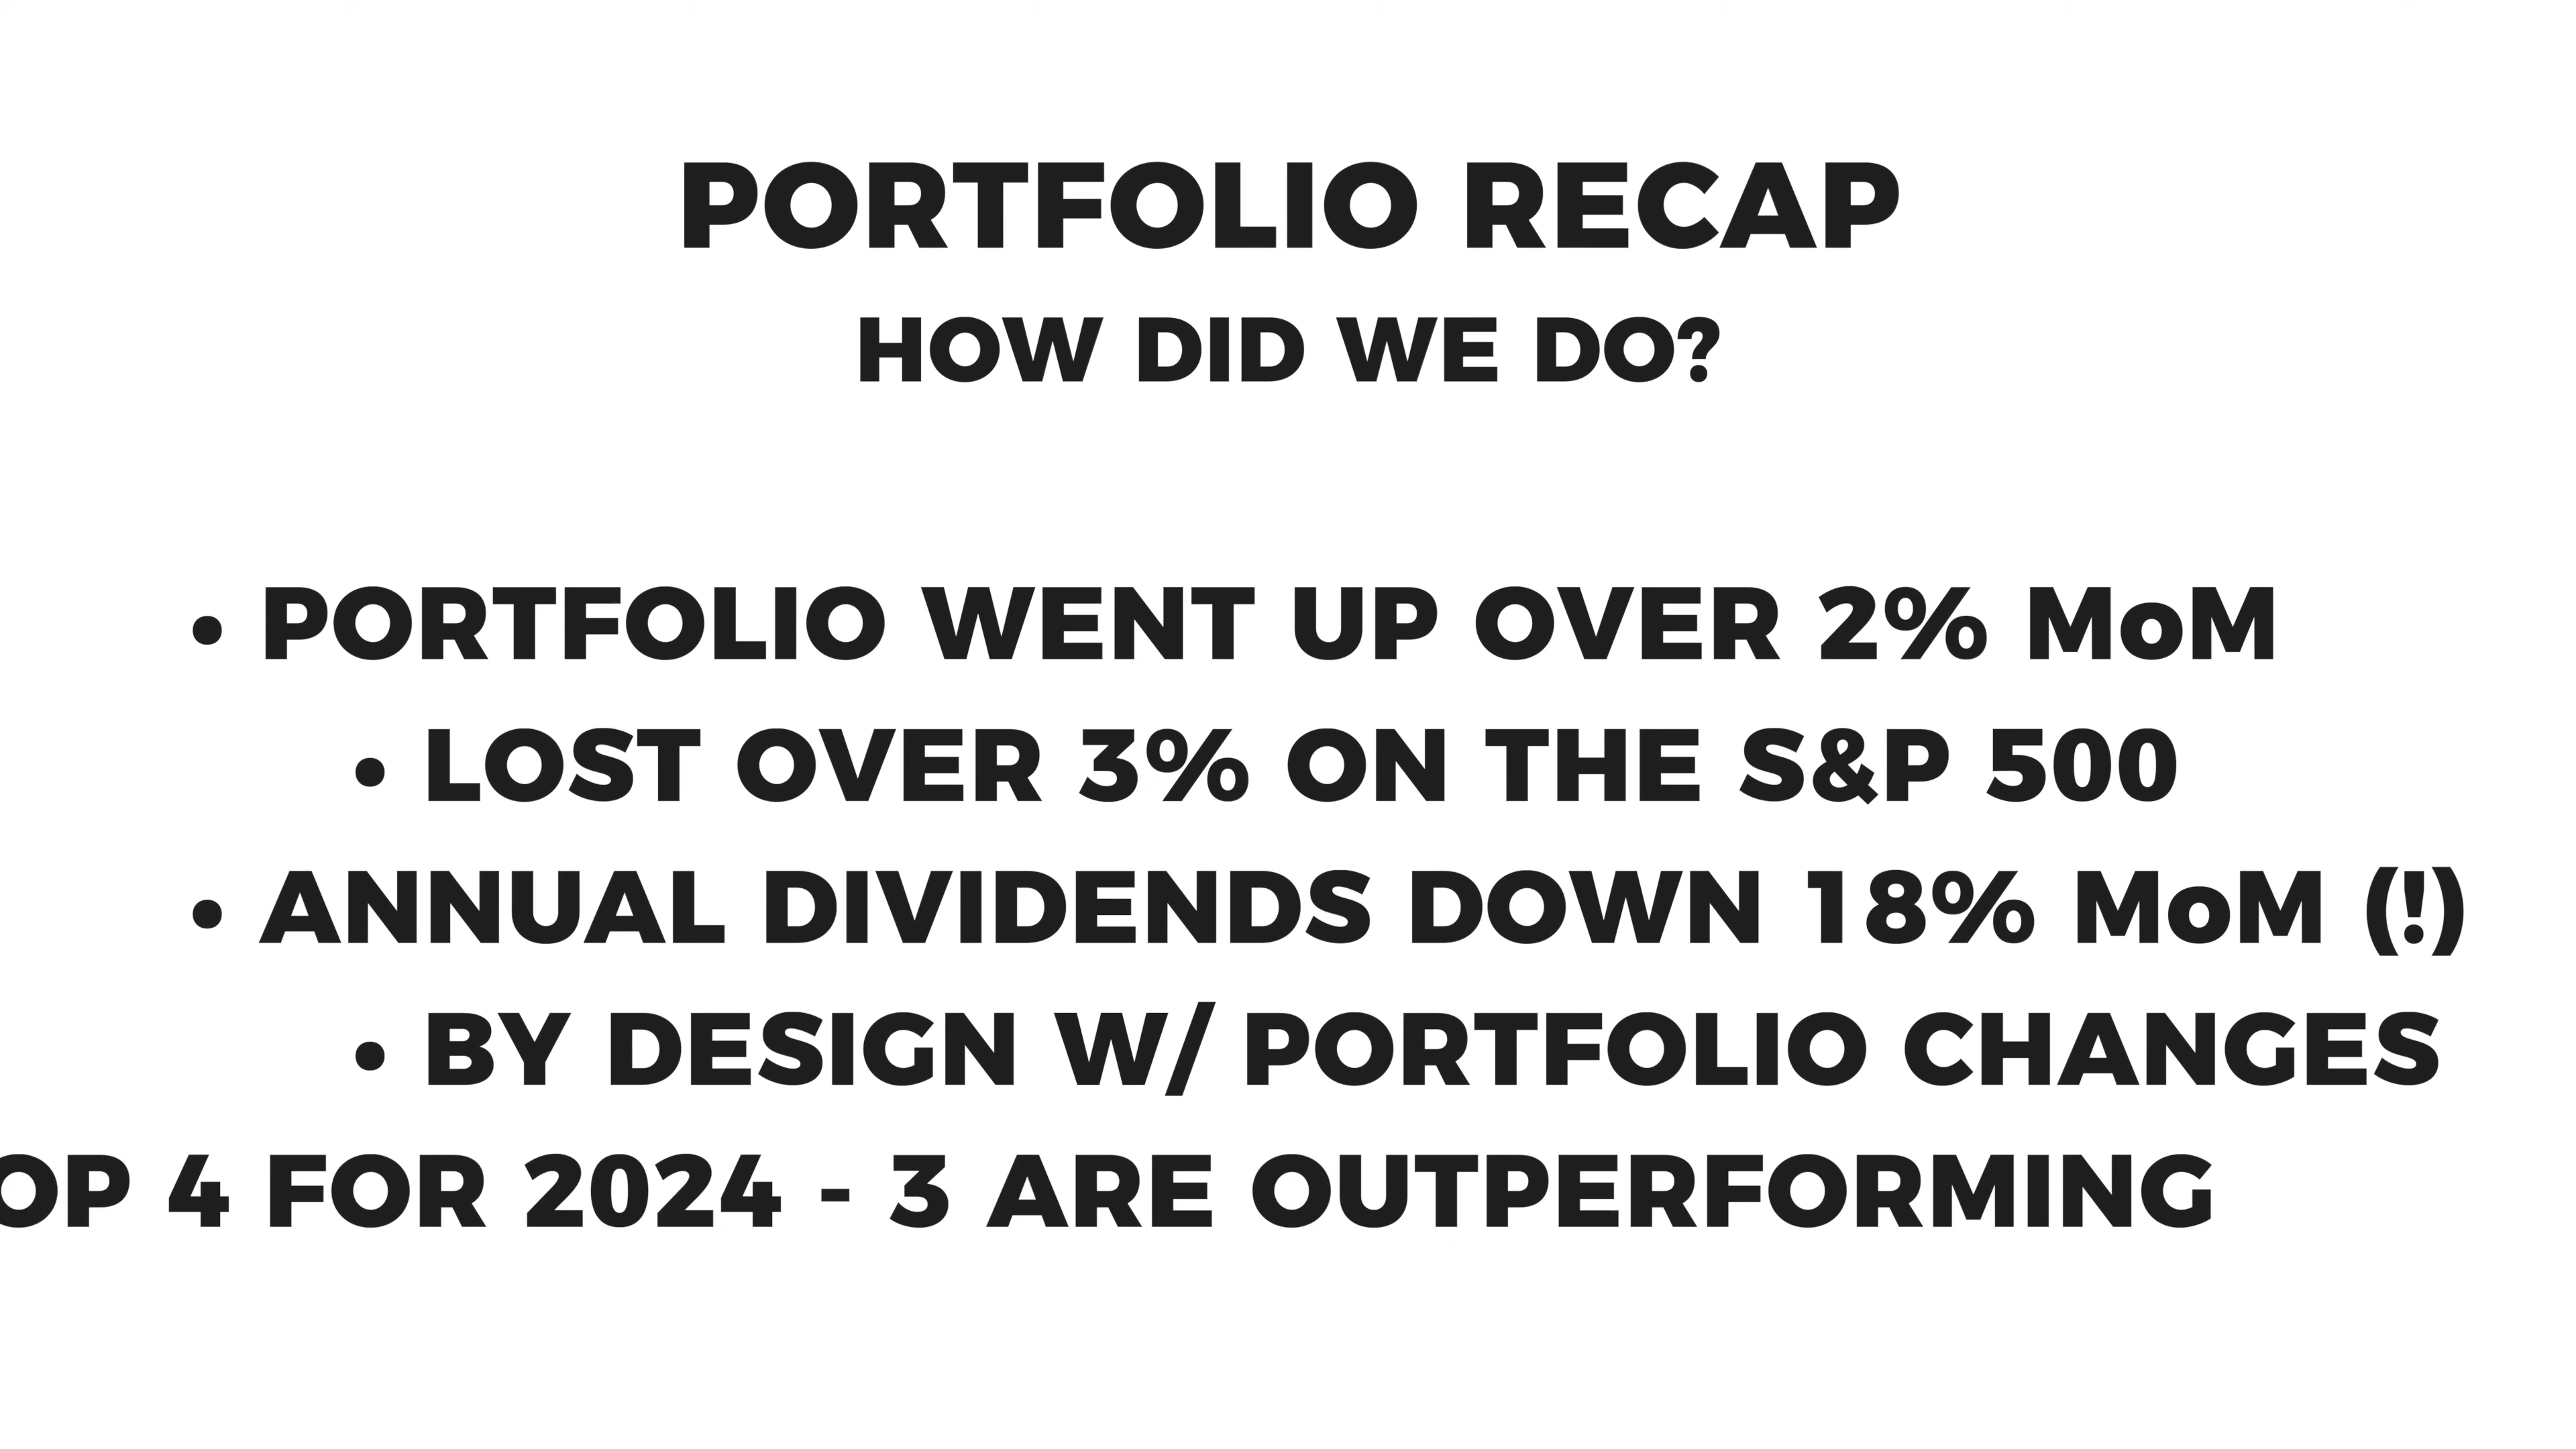 PORTFOLIO RECAP
HOW DID WE DO?
• PORTFOLIO WENT UP OVER 2% MoM
• LOST OVER 3% ON THE S&P 500
• ANNUAL DIVIDENDS DOWN 18% MoM (!)
• BY DESIGN W/ PORTFOLIO CHANGES
OP 4 FOR 2024 - 3 ARE OUTPERFORMING